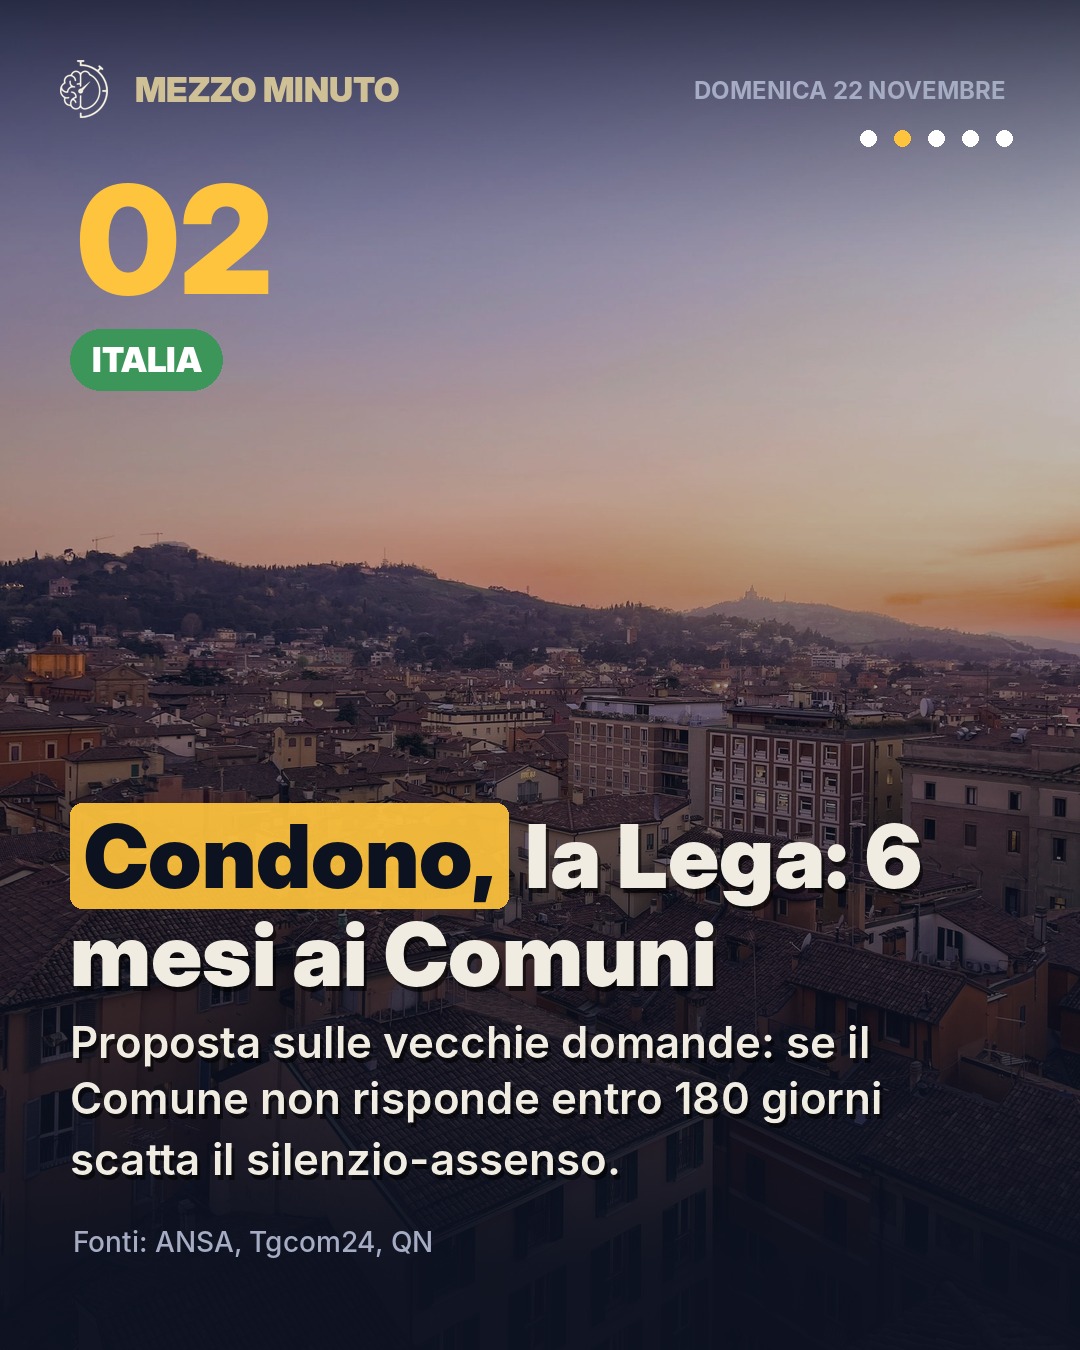 MEZZO MINUTO
DOMENICA 22 NOVEMBRE
02
ITALIA
Condono, la Lega: 6
mesi ai Comuni
Proposta sulle vecchie domande: se il
Comune non risponde entro 180 giorni
scatta il silenzio-assenso.
Fonti: ANSA, Tgcom24, QN